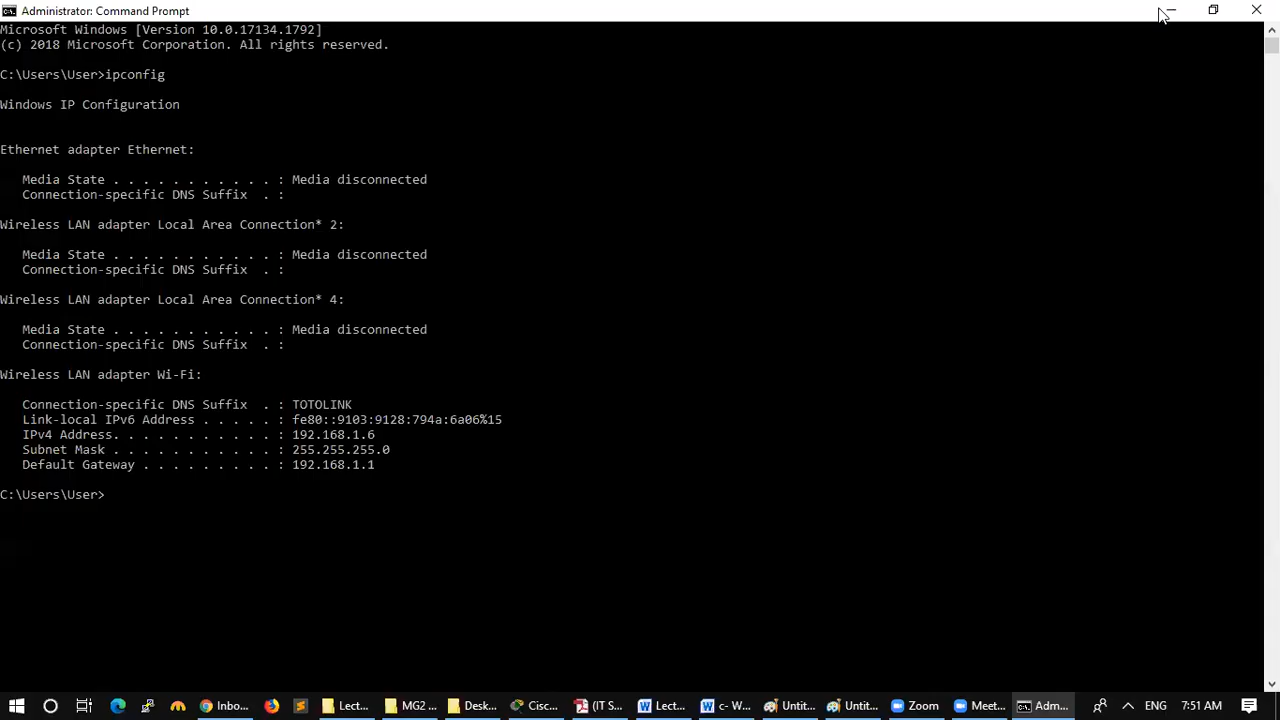 Administrator: Command Prompt
Microsoft Windows [Version 10.0.17134.1792]
(c) 2018 Microsoft Corporation. All rights reserved.
C:\Users\User>ipconfig
Windows IP Configuration
Ethernet adapter Ethernet:
Media State . . . . . . . . . . . : Media disconnected
Connection-specific DNS Suffix  . :
Wireless LAN adapter Local Area Connection* 2:
Media State . . . . . . . . . . . : Media disconnected
Connection-specific DNS Suffix  . :
Wireless LAN adapter Local Area Connection* 4:
Media State . . . . . . . . . . . : Media disconnected
Connection-specific DNS Suffix  . :
Wireless LAN adapter Wi-Fi:
Connection-specific DNS Suffix  . : TOTOLINK
Link-local IPv6 Address . . . . . : fe80::9103:9128:794a:6a06%15
IPv4 Address. . . . . . . . . . . : 192.168.1.6
Subnet Mask . . . . . . . . . . . : 255.255.255.0
Default Gateway . . . . . . . . . : 192.168.1.1
C:\Users\User>
Inbo... Lect... MG2 ... Desk... Cisc... (IT S... Lect... c- W... Untit... Untit... Zoom Meet... Adm... ENG 7:51 AM